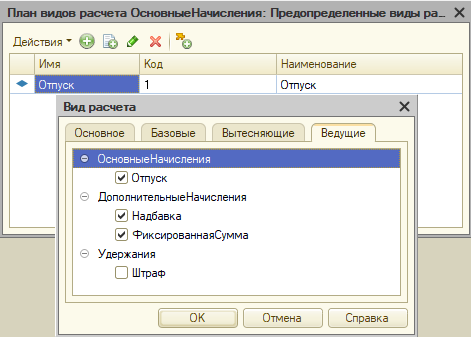 План видов расчета ОсновныеНачисления: Предопределенные виды ра...
Действия
Имя Код Наименование
Отпуск 1 Отпуск
Вид расчета
Основное Базовые Вытесняющие Ведущие
ОсновныеНачисления
Отпуск
ДополнительныеНачисления
Надбавка
ФиксированнаяСумма
Удержания
Штраф
OK Отмена Справка